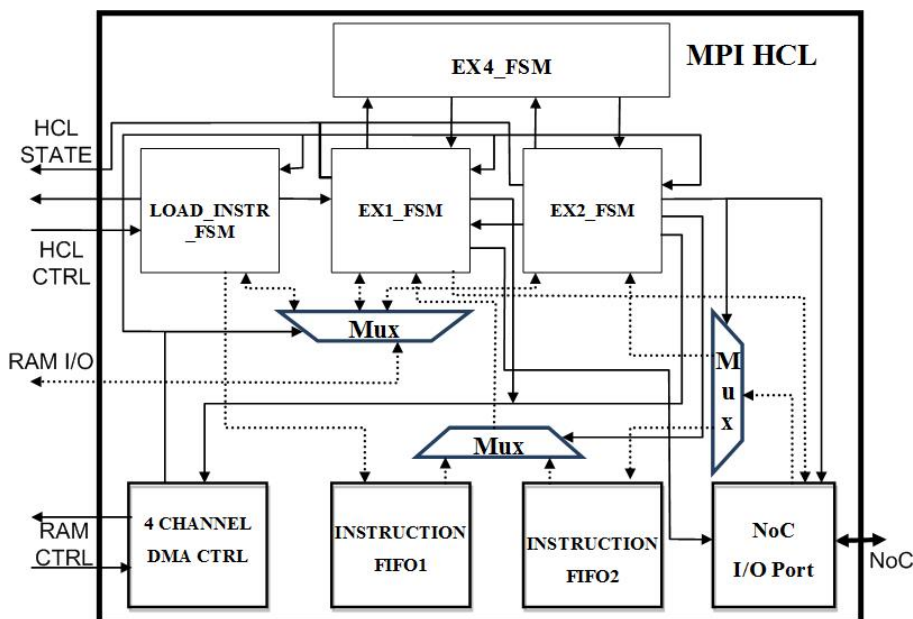 MPI HCL
EX4_FSM
HCL
STATE
LOAD_INSTR
_FSM
EX1_FSM
EX2_FSM
HCL
CTRL
Mux
RAM I/O
M
u
x
Mux
RAM
CTRL
4 CHANNEL
DMA CTRL
INSTRUCTION
FIFO1
INSTRUCTION
FIFO2
NoC
I/O Port
NoC